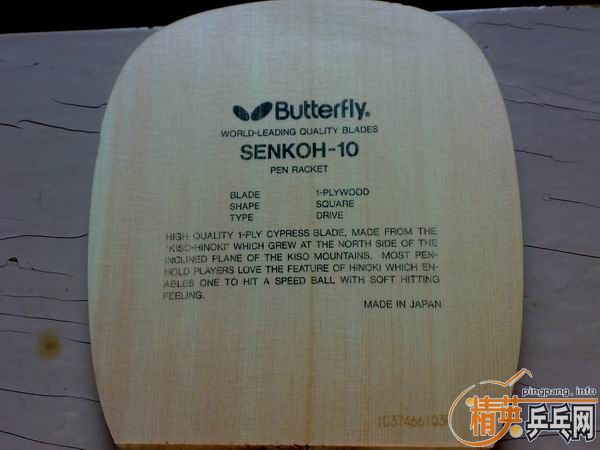 Butterfly.
WORLD-LEADING QUALITY BLADES
SENKOH-10
PEN RACKET
BLADE 1-PLYWOOD
SHAPE SQUARE
TYPE DRIVE
HIGH QUALITY 1-PLY CYPRESS BLADE, MADE FROM THE
"KISO-HINOKI" WHICH GREW AT THE NORTH SIDE OF THE
INCLINED PLANE OF THE KISO MOUNTAINS. MOST PEN-
HOLD PLAYERS LOVE THE FEATURE OF HINOKI WHICH EN-
ABLES ONE TO HIT A SPEED BALL WITH SOFT HITTING
FEELING.
MADE IN JAPAN
pingpang.info
精英乒乓网